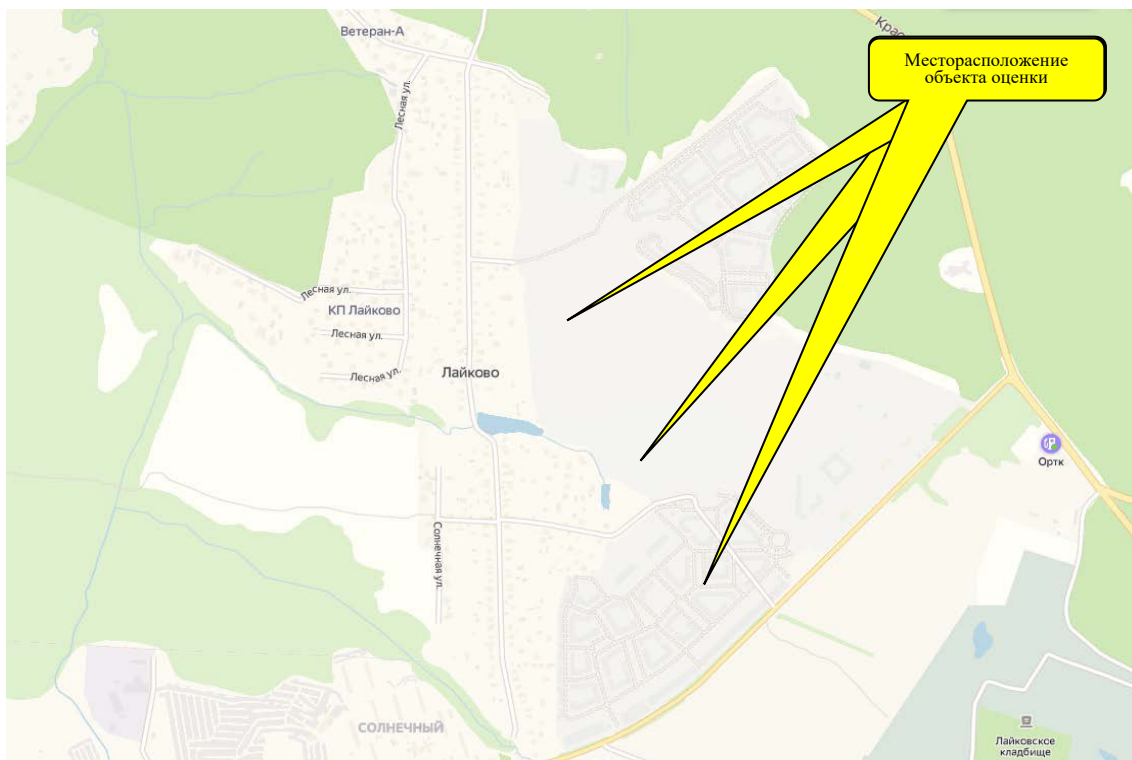 Ветеран-А
Крас
Месторасположение
объекта оценки
Лесная ул.
Лесная ул.
КП Лайково
Лесная ул.
Лесная ул.
Лайково
Ортк
Солнечная ул.
СОЛНЕЧНЫЙ
Лайковское
кладбище